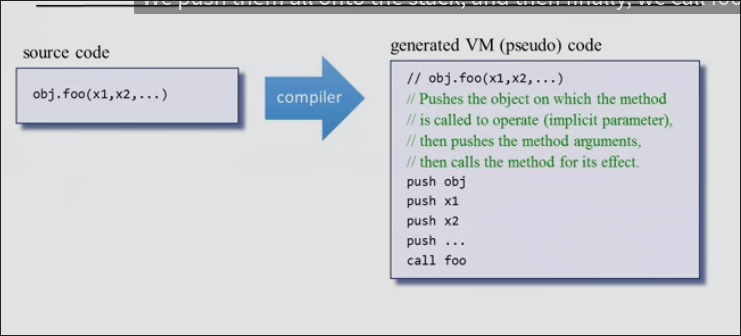 We push them all onto the stack, and then finally, we call foo
source code
obj.foo(x1,x2,...)
compiler
generated VM (pseudo) code
// obj.foo(x1,x2,...)
// Pushes the object on which the method
// is called to operate (implicit parameter),
// then pushes the method arguments,
// then calls the method for its effect.
push obj
push x1
push x2
push ...
call foo